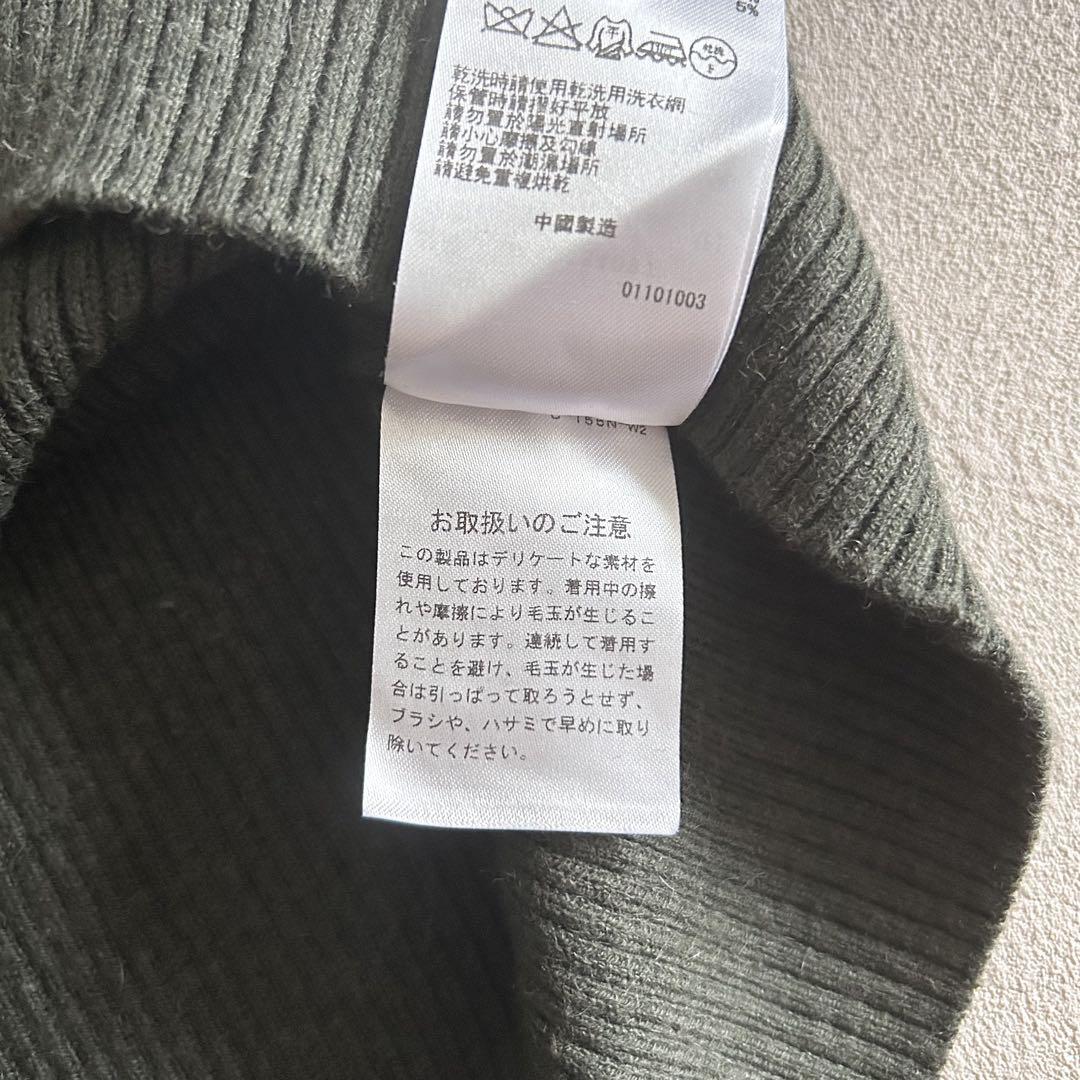 5%
乾洗時請使用乾洗用洗衣網
保管時請摺好平放
請勿置於陽光直射場所
請小心摩擦及勾線
請勿置於潮濕場所
請避免重複烘乾
中國製造
01101003
155N-W2
お取扱いのご注意
この製品はデリケートな素材を
使用しております。着用中の擦
れや摩擦により毛玉が生じるこ
とがあります。連続して着用す
ることを避け、毛玉が生じた場
合は引っぱって取ろうとせず、
ブラシや、ハサミで早めに取り
除いてください。